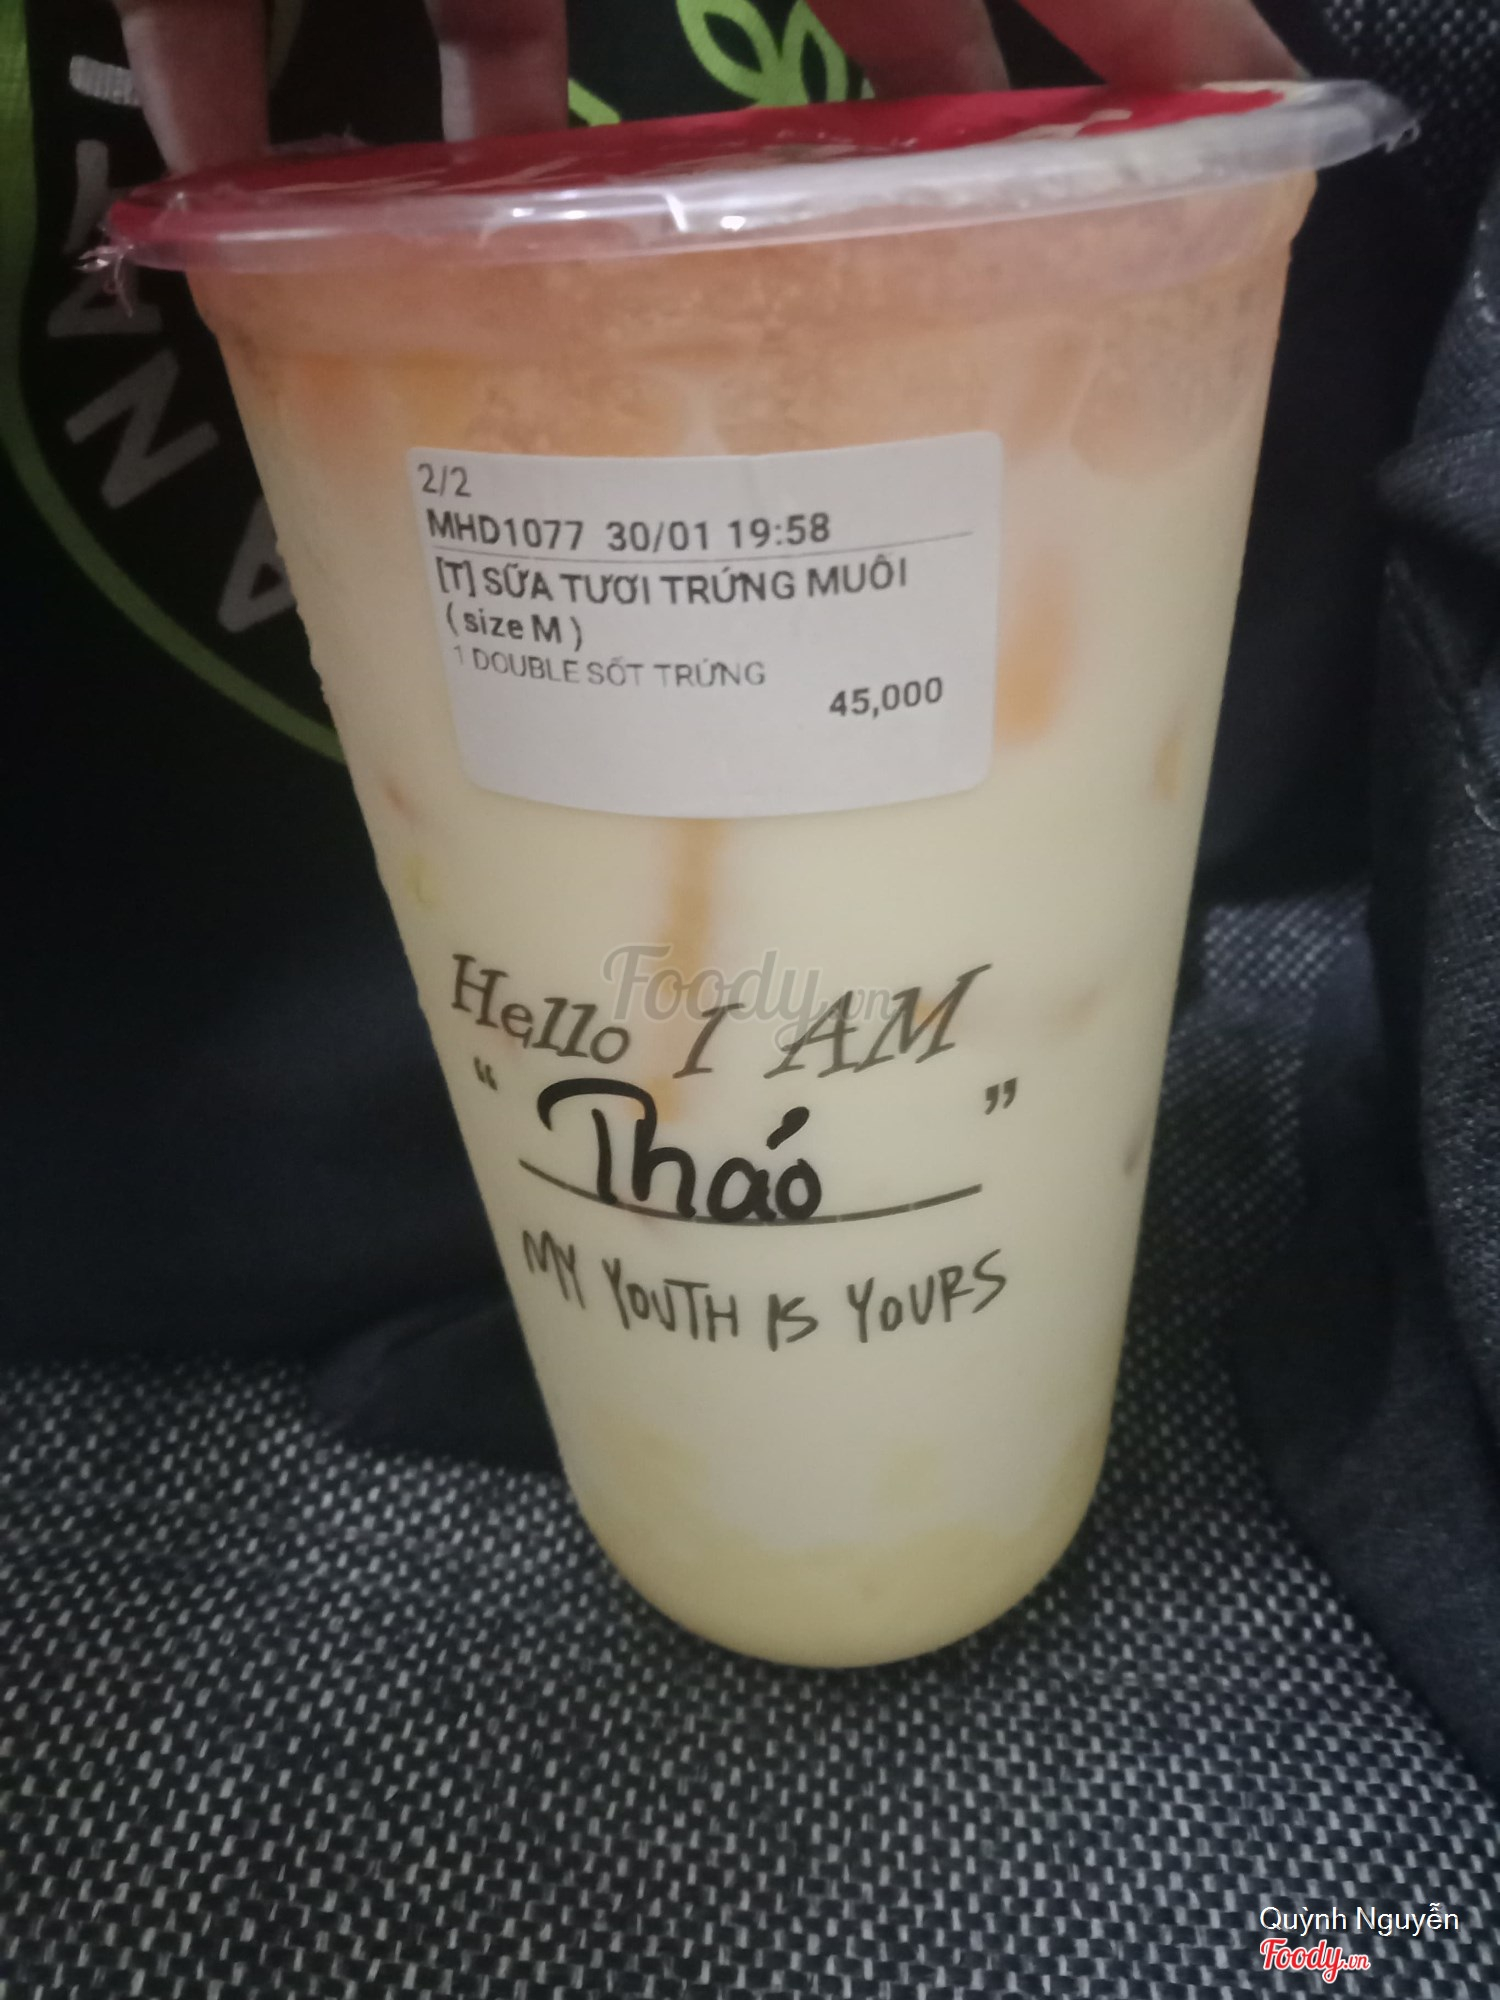 2/2
MHD1077 30/01 19:58
[T] SỮA TƯƠI TRỨNG MUỐI
( size M )
1 DOUBLE SỐT TRỨNG
45,000
Foody.vn
Hello I AM
“ Tháo ”
MY YOUTH IS YOURS
Quỳnh Nguyễn
Foody.vn